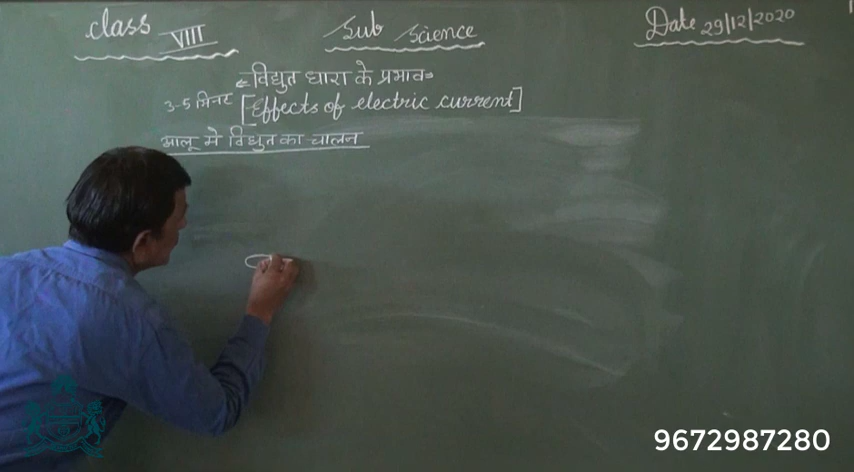 Class VIII Sub Science Date 29/12/2020
विद्युत धारा के प्रभाव
3-5 मिनट [Effects of electric current]
आलू मे विद्युत का चालन
9672987280